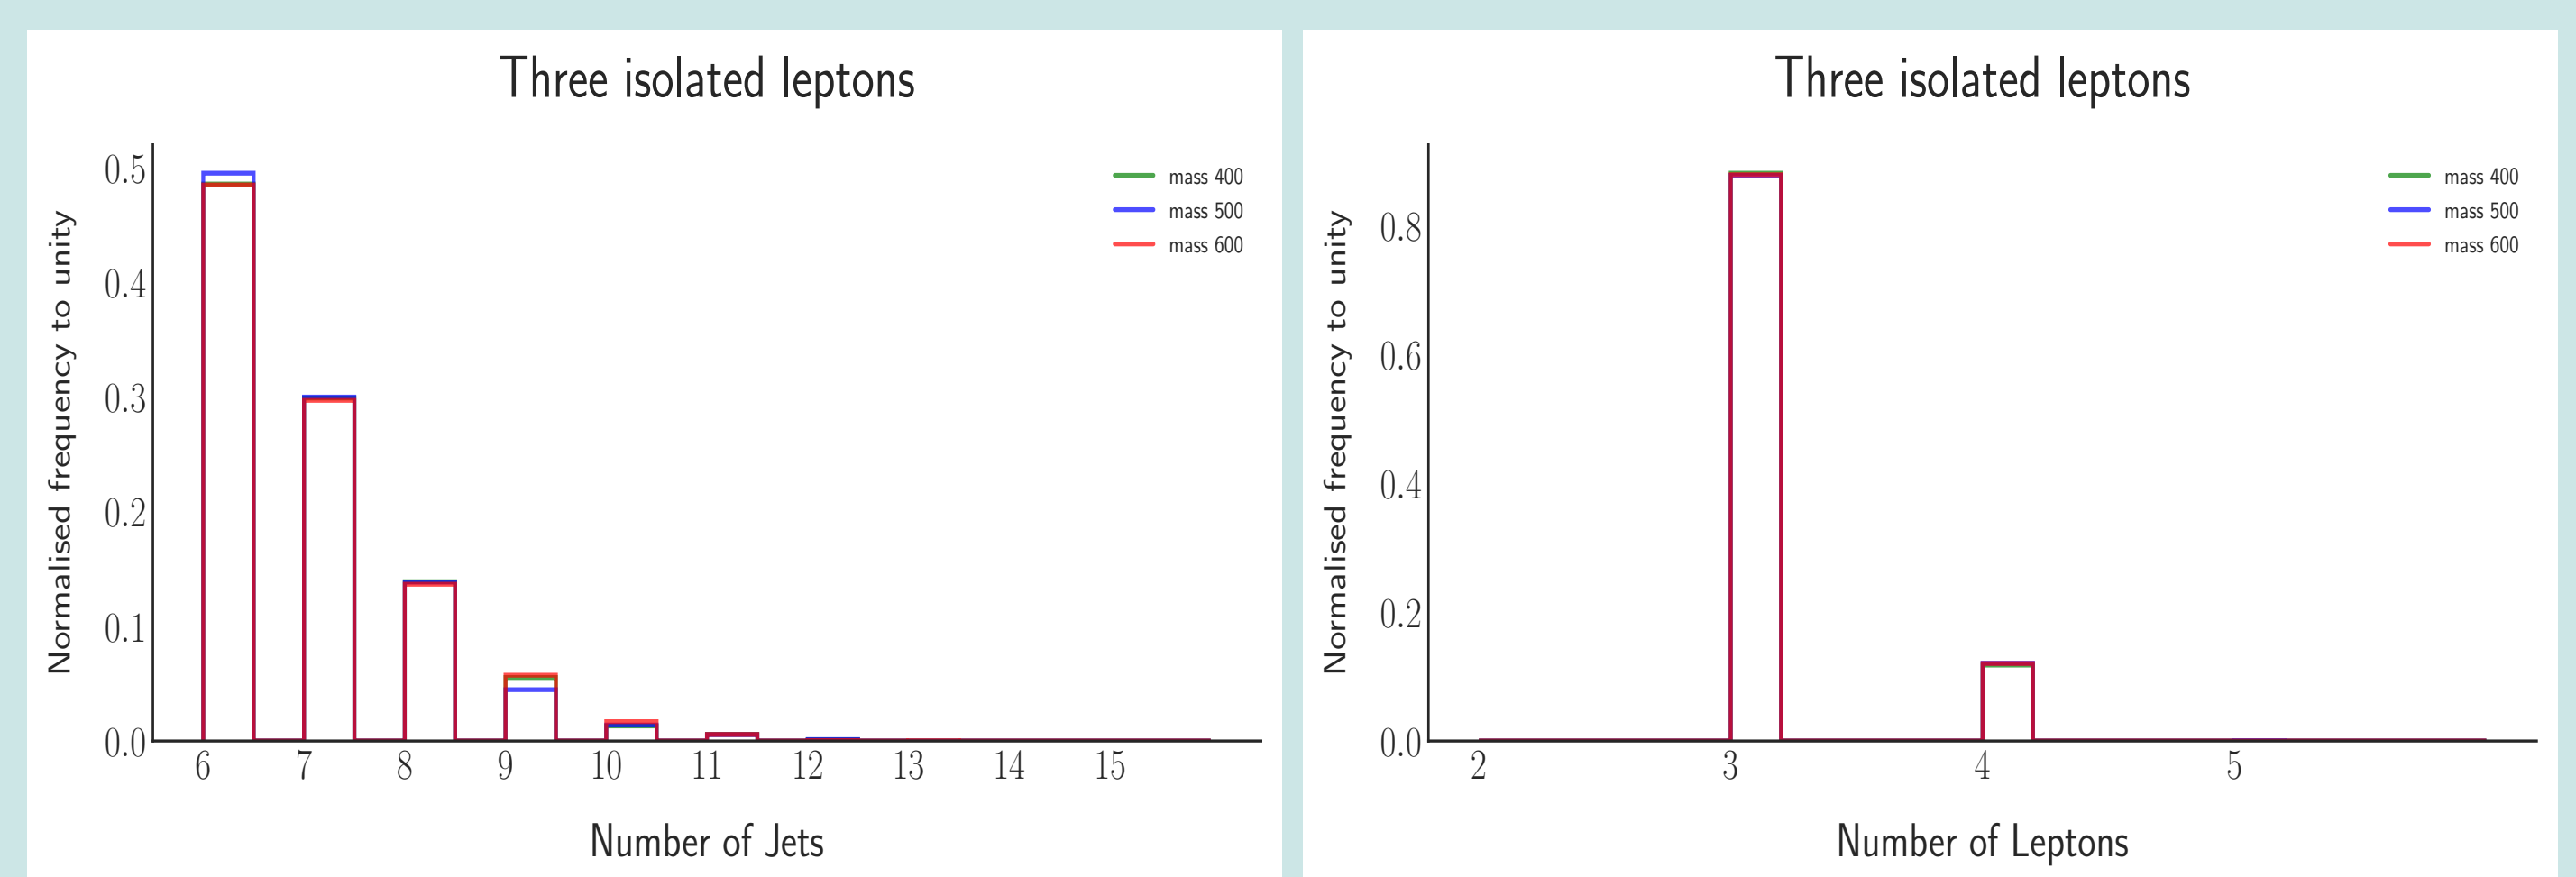 Three isolated leptons
Normalised frequency to unity
0.5
0.4
0.3
0.2
0.1
0.0
mass 400
mass 500
mass 600
6 7 8 9 10 11 12 13 14 15
Number of Jets
Three isolated leptons
Normalised frequency to unity
0.8
0.6
0.4
0.2
0.0
mass 400
mass 500
mass 600
2 3 4 5
Number of Leptons